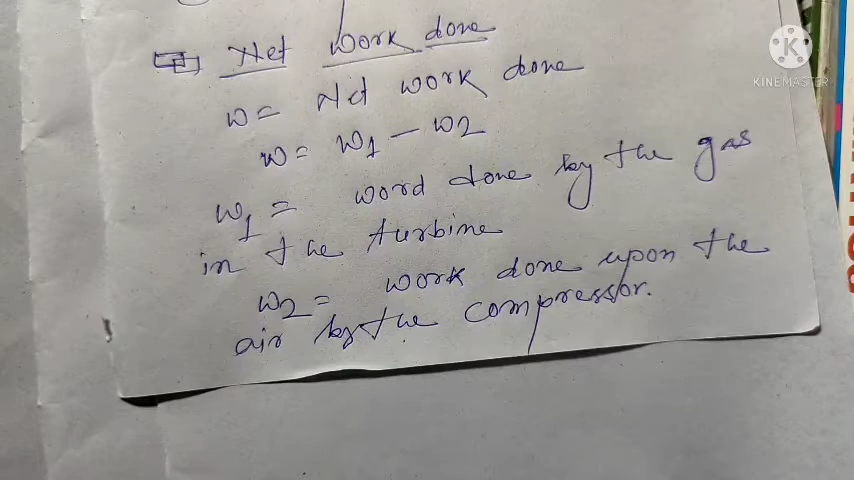 Net work done
w = Net work done
w = w1 - w2
w1 = word done by the gas
in the turbine
w2 = work done upon the
air by the compressor.
KINEMASTER